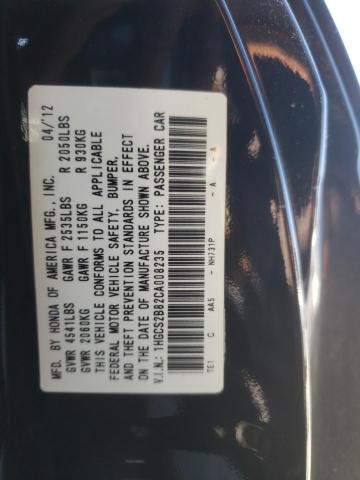 MFD. BY HONDA OF AMERICA MFG., INC. 04/12
GVWR 4541LBS GAWR F 2535LBS R 2050LBS
GVWR 2060KG GAWR F 1150KG R 930KG
THIS VEHICLE CONFORMS TO ALL APPLICABLE
FEDERAL MOTOR VEHICLE SAFETY, BUMPER,
AND THEFT PREVENTION STANDARDS IN EFFECT
ON THE DATE OF MANUFACTURE SHOWN ABOVE.
V.I.N.: 1HGCS2B82CA008235 TYPE: PASSENGER CAR
TE1 C AA5 - NH731P - A - A